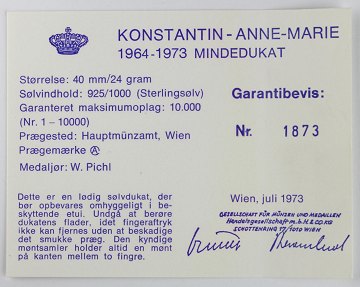 KONSTANTIN-ANNE-MARIE
1964-1973 MINDEDUKAT
Størrelse: 40 mm/24 gram
Sølvindhold: 925/1000 (Sterlingsølv)
Garanteret maksimumoplag: 10.000
(Nr. 1 - 10000)
Prægested: Hauptmünzamt, Wien
Prægemærke Ⓐ
Medaljør: W. Pichl
Garantibevis:
Nr. 1873
Dette er en lødig sølvdukat, der
bør opbevares omhyggeligt i be-
skyttende etui. Undgå at berøre
dukatens flader, idet fingeraftryk
ikke kan fjernes uden at beskadige
det smukke præg. Den kyndige
møntsamler holder altid en mønt
på kanten mellem to fingre.
Wien, juli 1973
GESELLSCHAFT FÜR MÜNZEN UND MEDAILLEN
Handelsgesellschaft m.b.H. & CO. KG
SCHOTTENRING 17 / 1010 WIEN